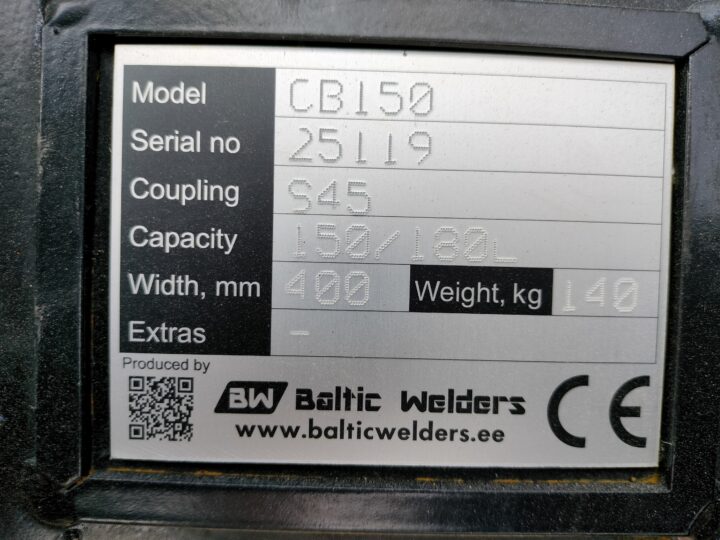 Model CB150
Serial no 25119
Coupling S45
Capacity 150/180L
Width, mm 400 Weight, kg 140
Extras -
Produced by
BW Baltic Welders CE
www.balticwelders.ee